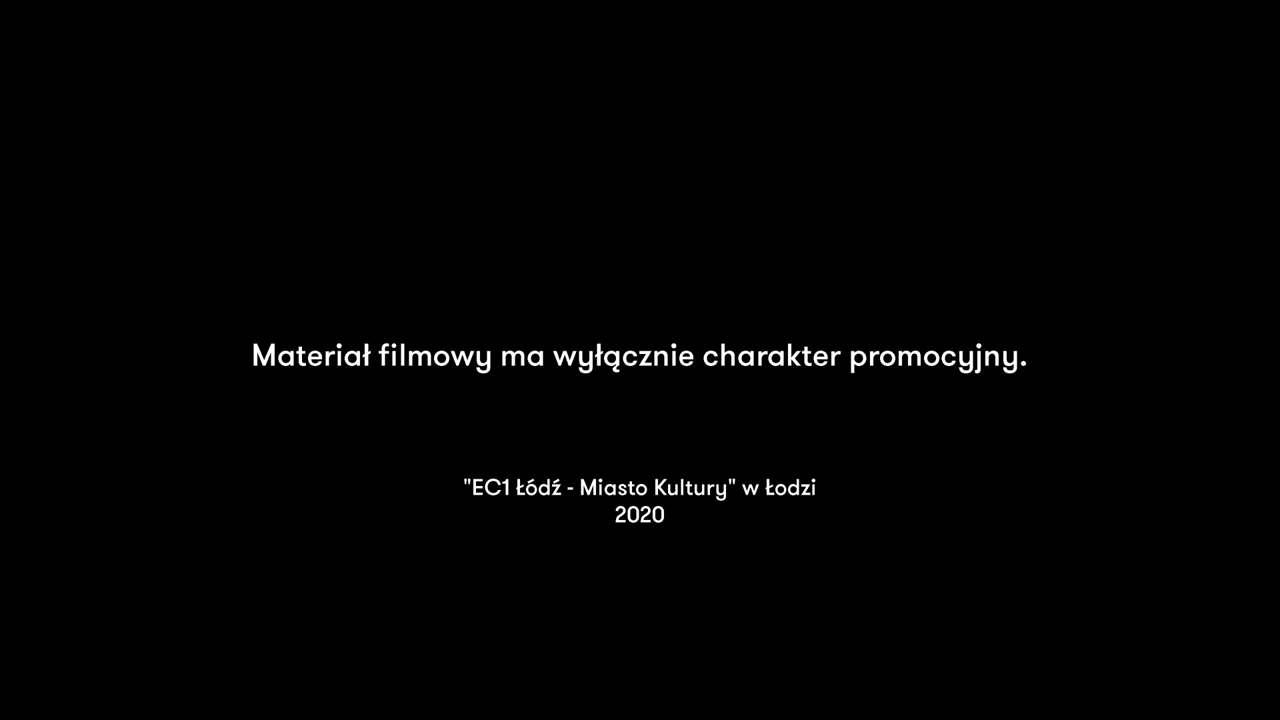 Materiał filmowy ma wyłącznie charakter promocyjny.
"EC1 Łódź - Miasto Kultury" w Łodzi
2020